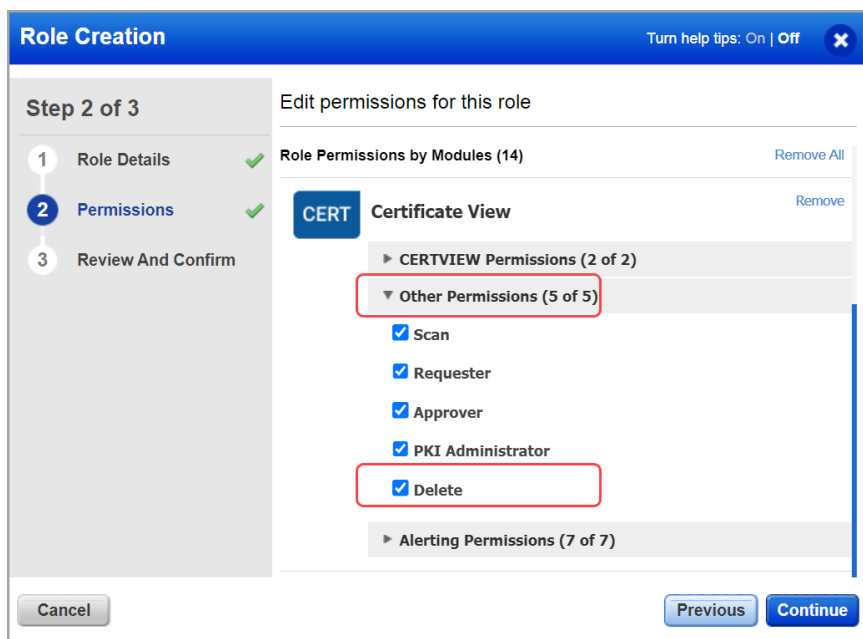 Role Creation
Turn help tips: On | Off
Step 2 of 3
1 Role Details
2 Permissions
3 Review And Confirm
Edit permissions for this role
Role Permissions by Modules (14) Remove All
CERT Certificate View Remove
CERTVIEW Permissions (2 of 2)
Other Permissions (5 of 5)
Scan
Requester
Approver
PKI Administrator
Delete
Alerting Permissions (7 of 7)
Cancel Previous Continue